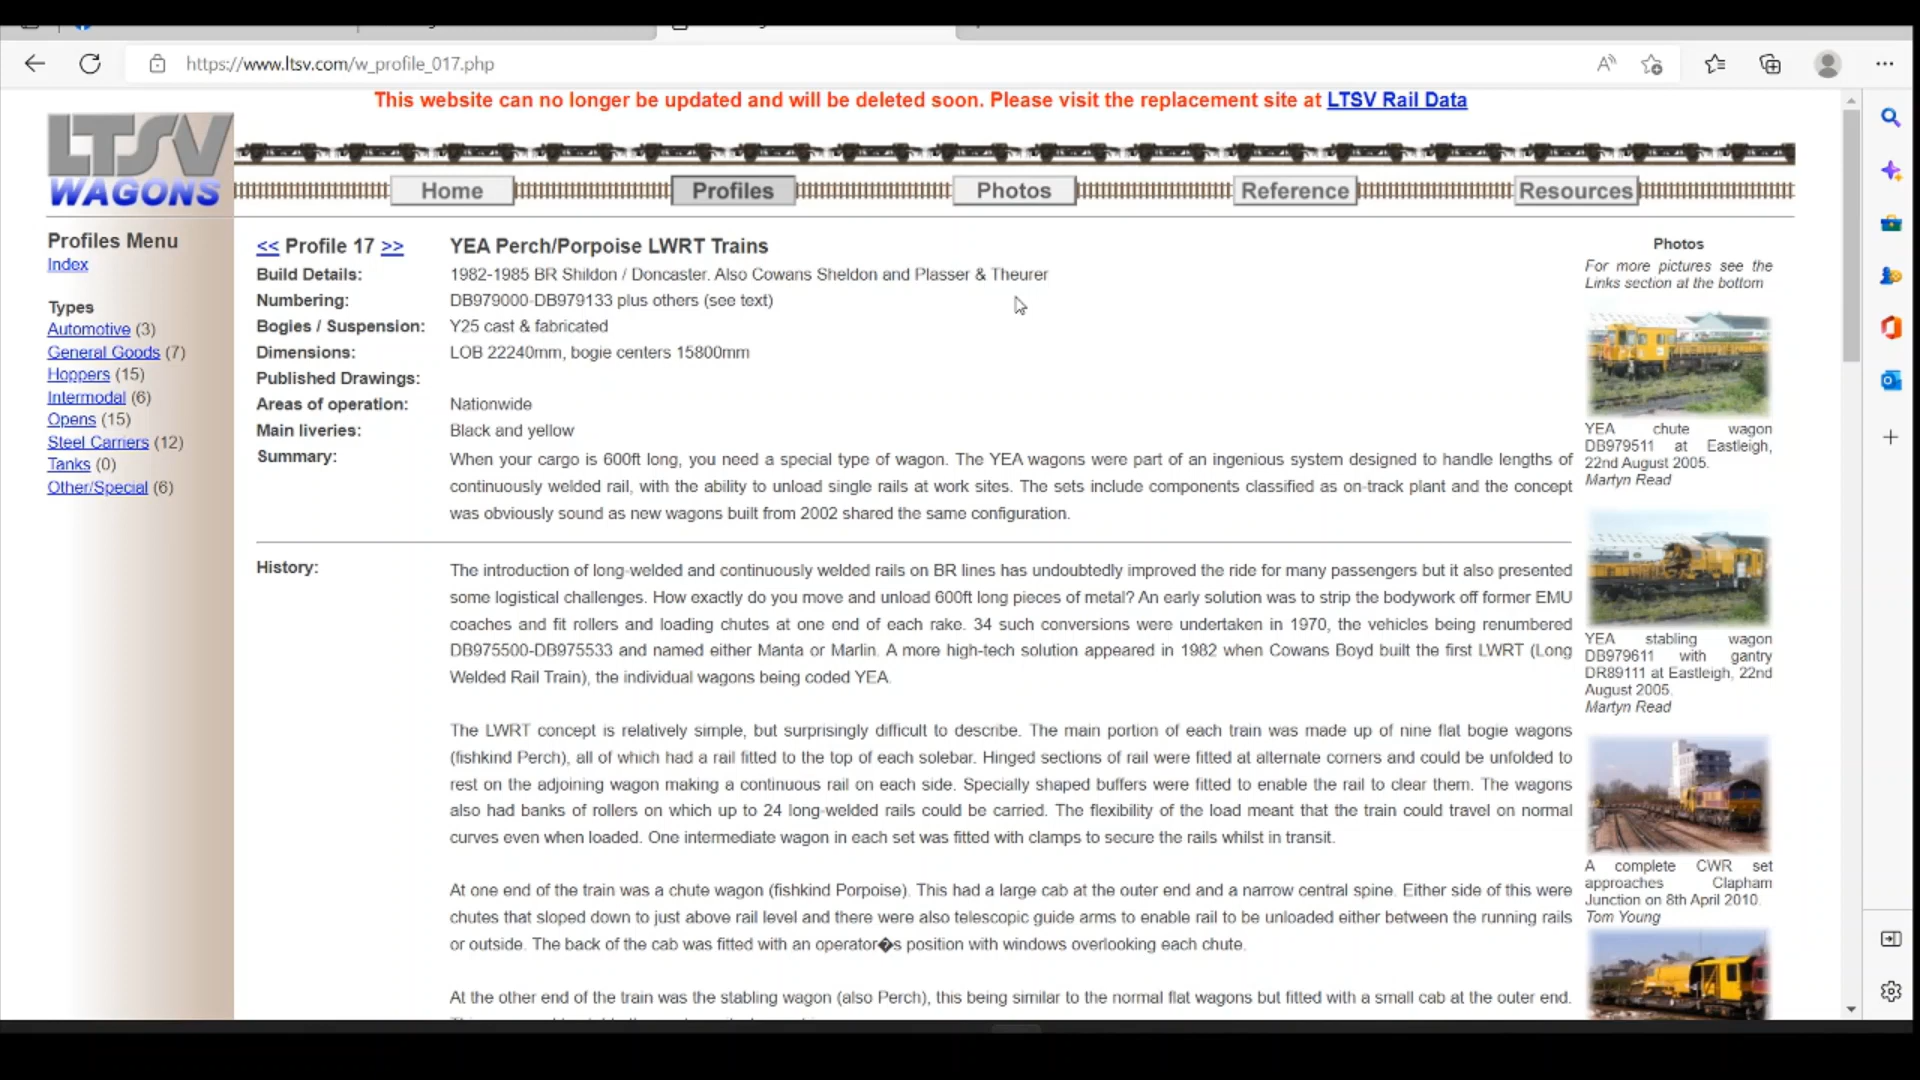 https://www.ltsv.com/w_profile_017.php
This website can no longer be updated and will be deleted soon. Please visit the replacement site at LTSV Rail Data
LTSV
WAGONS
Home
Profiles
Photos
Reference
Resources
Profiles Menu
Index
Types
Automotive (3)
General Goods (7)
Hoppers (15)
Intermodal (6)
Opens (15)
Steel Carriers (12)
Tanks (0)
Other/Special (6)
<< Profile 17 >> YEA Perch/Porpoise LWRT Trains
Build Details: 1982-1985 BR Shildon / Doncaster. Also Cowans Sheldon and Plasser & Theurer
Numbering: DB979000-DB979133 plus others (see text)
Bogies / Suspension: Y25 cast & fabricated
Dimensions: LOB 22240mm, bogie centers 15800mm
Published Drawings:
Areas of operation: Nationwide
Main liveries: Black and yellow
Summary: When your cargo is 600ft long, you need a special type of wagon. The YEA wagons were part of an ingenious system designed to handle lengths of
continuously welded rail, with the ability to unload single rails at work sites. The sets include components classified as on-track plant and the concept
was obviously sound as new wagons built from 2002 shared the same configuration.
History: The introduction of long-welded and continuously welded rails on BR lines has undoubtedly improved the ride for many passengers but it also presented
some logistical challenges. How exactly do you move and unload 600ft long pieces of metal? An early solution was to strip the bodywork off former EMU
coaches and fit rollers and loading chutes at one end of each rake. 34 such conversions were undertaken in 1970, the vehicles being renumbered
DB975500-DB975533 and named either Manta or Marlin. A more high-tech solution appeared in 1982 when Cowans Boyd built the first LWRT (Long
Welded Rail Train), the individual wagons being coded YEA.
The LWRT concept is relatively simple, but surprisingly difficult to describe. The main portion of each train was made up of nine flat bogie wagons
(fishkind Perch), all of which had a rail fitted to the top of each solebar. Hinged sections of rail were fitted at alternate corners and could be unfolded to
rest on the adjoining wagon making a continuous rail on each side. Specially shaped buffers were fitted to enable the rail to clear them. The wagons
also had banks of rollers on which up to 24 long-welded rails could be carried. The flexibility of the load meant that the train could travel on normal
curves even when loaded. One intermediate wagon in each set was fitted with clamps to secure the rails whilst in transit.
At one end of the train was a chute wagon (fishkind Porpoise). This had a large cab at the outer end and a narrow central spine. Either side of this were
chutes that sloped down to just above rail level and there were also telescopic guide arms to enable rail to be unloaded either between the running rails
or outside. The back of the cab was fitted with an operator�s position with windows overlooking each chute.
At the other end of the train was the stabling wagon (also Perch), this being similar to the normal flat wagons but fitted with a small cab at the outer end.
Photos
For more pictures see the
Links section at the bottom
YEA chute wagon
DB979511 at Eastleigh,
22nd August 2005.
Martyn Read
YEA stabling wagon
DB979611 with gantry
DR89111 at Eastleigh, 22nd
August 2005.
Martyn Read
A complete CWR set
approaches Clapham
Junction on 8th April 2010.
Tom Young